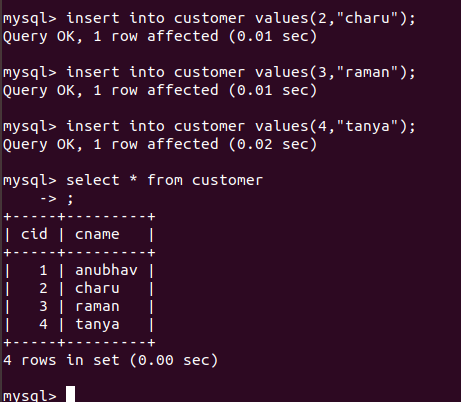 mysql> insert into customer values(2,"charu");
Query OK, 1 row affected (0.01 sec)
mysql> insert into customer values(3,"raman");
Query OK, 1 row affected (0.01 sec)
mysql> insert into customer values(4,"tanya");
Query OK, 1 row affected (0.02 sec)
mysql> select * from customer
    -> ;
+-----+---------+
| cid | cname   |
+-----+---------+
|   1 | anubhav |
|   2 | charu   |
|   3 | raman   |
|   4 | tanya   |
+-----+---------+
4 rows in set (0.00 sec)
mysql>